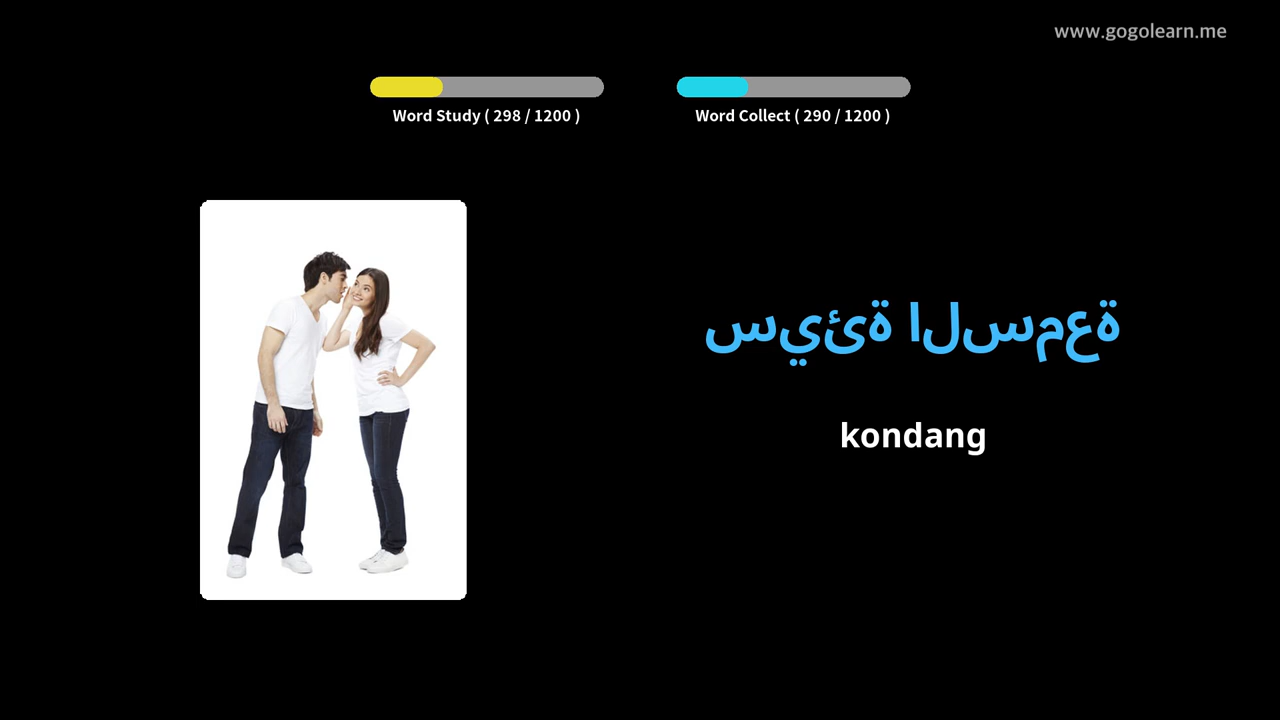 www.gogolearn.me
Word Study ( 298 / 1200 )
Word Collect ( 290 / 1200 )
سيئة السمعة
kondang